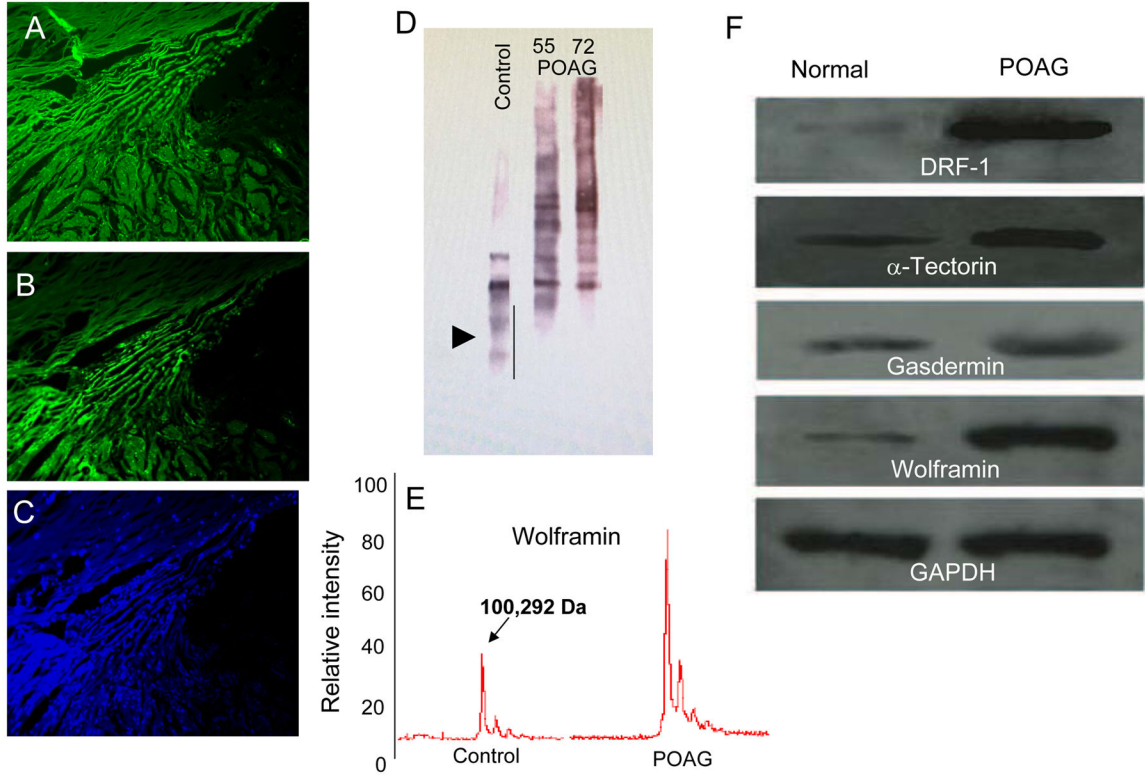 A
B
C
D
Control
55 72
POAG
100
80
60
40
20
0
Relative intensity
E
Wolframin
100,292 Da
Control
POAG
F
Normal POAG
DRF-1
α-Tectorin
Gasdermin
Wolframin
GAPDH